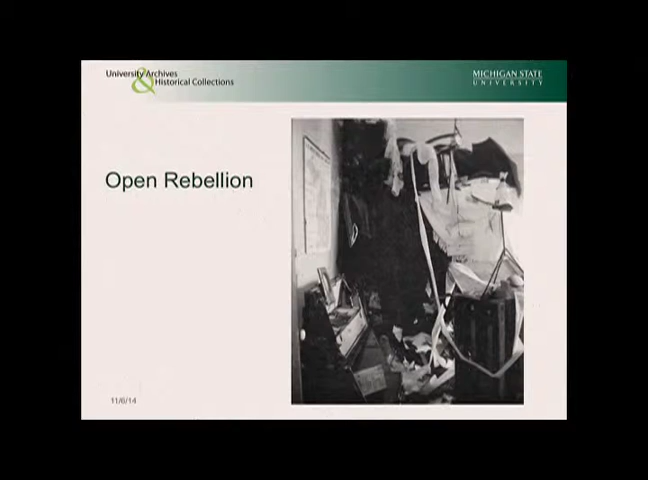 University Archives
& Historical Collections
MICHIGAN STATE
UNIVERSITY
Open Rebellion
11/6/14